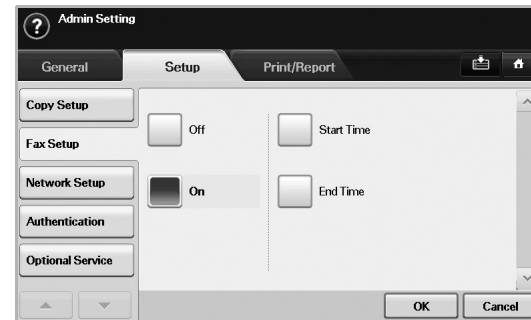 ? Admin Setting
General Setup Print/Report
Copy Setup
Fax Setup
Network Setup
Authentication
Optional Service
Off Start Time
On End Time
OK Cancel